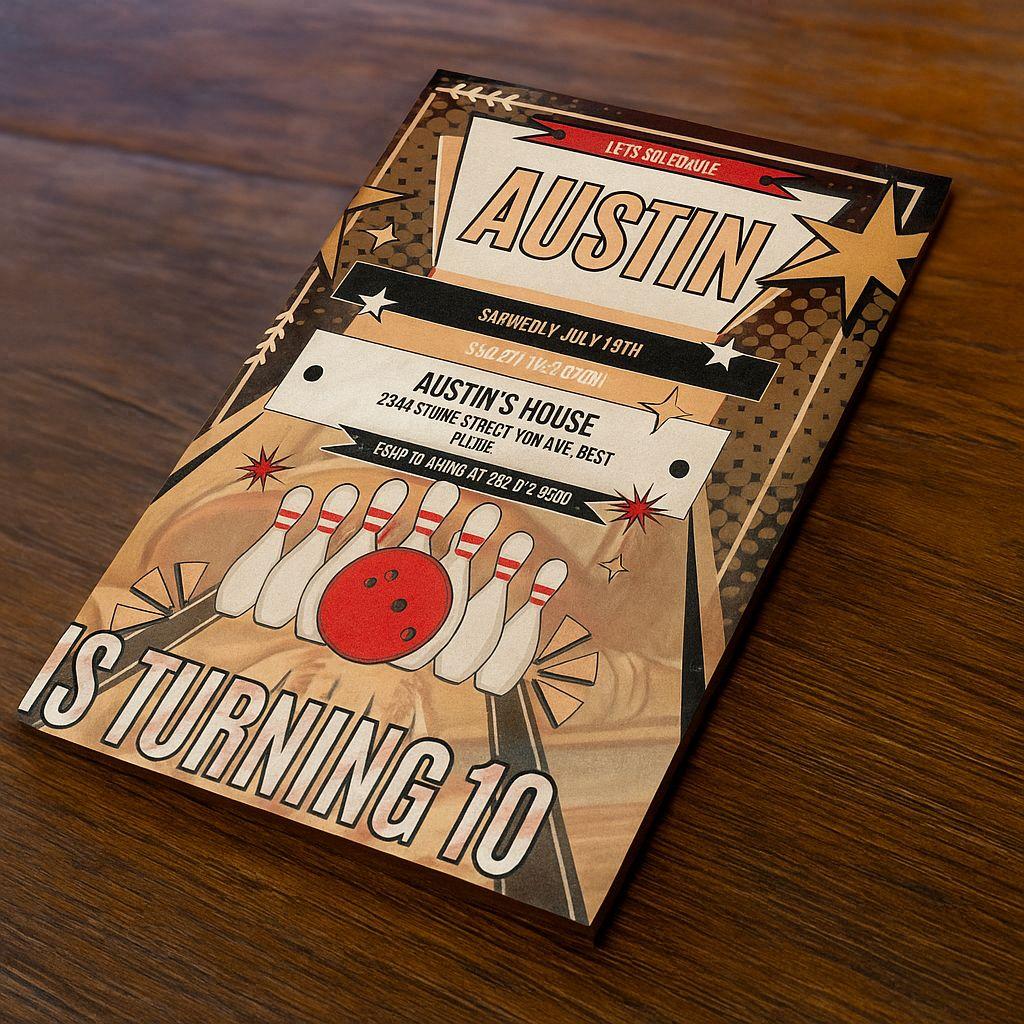 LETS SOLEDAULE
AUSTIN
SARWEDLY JULY 19TH
AUSTIN'S HOUSE
2344 STUINE STRECT YON AVE, BEST
ESHP TO AHING AT 282 D'2 9500
IS TURNING 10